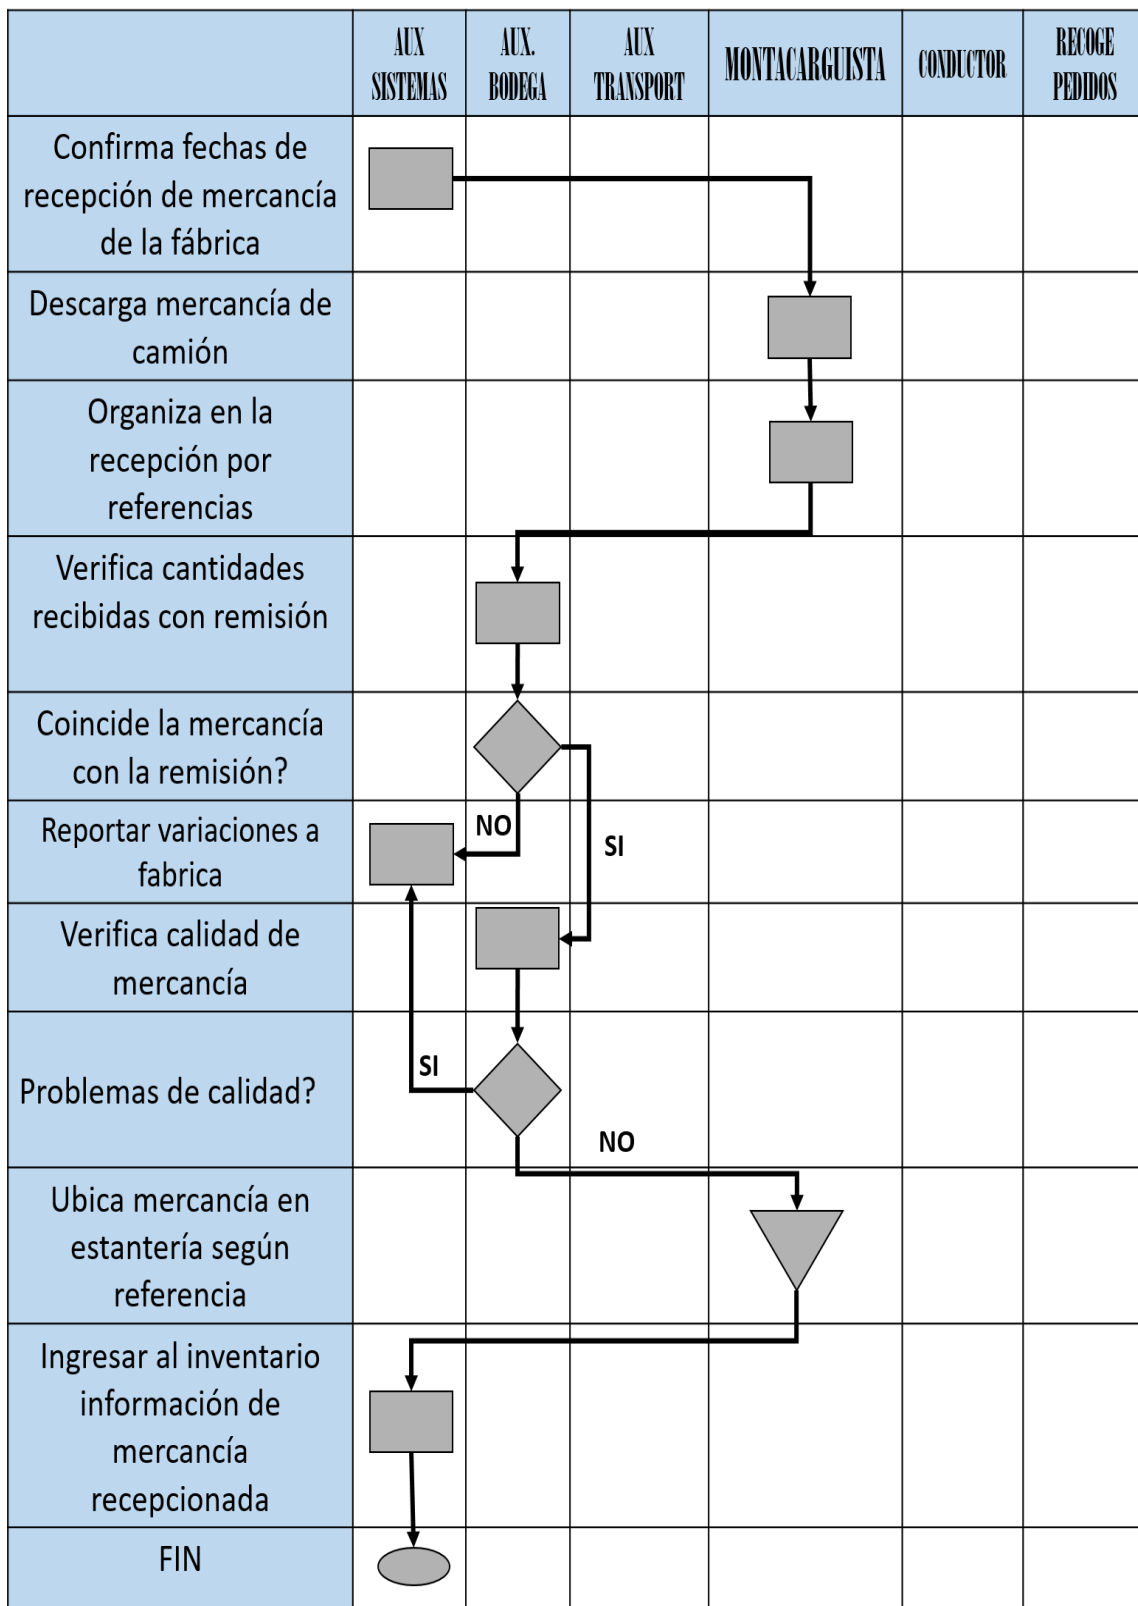 AUX
SISTEMAS
AUX.
BODEGA
AUX
TRANSPORT
MONTACARGUISTA
CONDUCTOR
RECOGE
PEDIDOS
Confirma fechas de
recepción de mercancía
de la fábrica
Descarga mercancía de
camión
Organiza en la
recepción por
referencias
Verifica cantidades
recibidas con remisión
Coincide la mercancía
con la remisión?
Reportar variaciones a
fabrica
NO
SI
Verifica calidad de
mercancía
Problemas de calidad?
SI
NO
Ubica mercancía en
estantería según
referencia
Ingresar al inventario
información de
mercancía
recepcionada
FIN